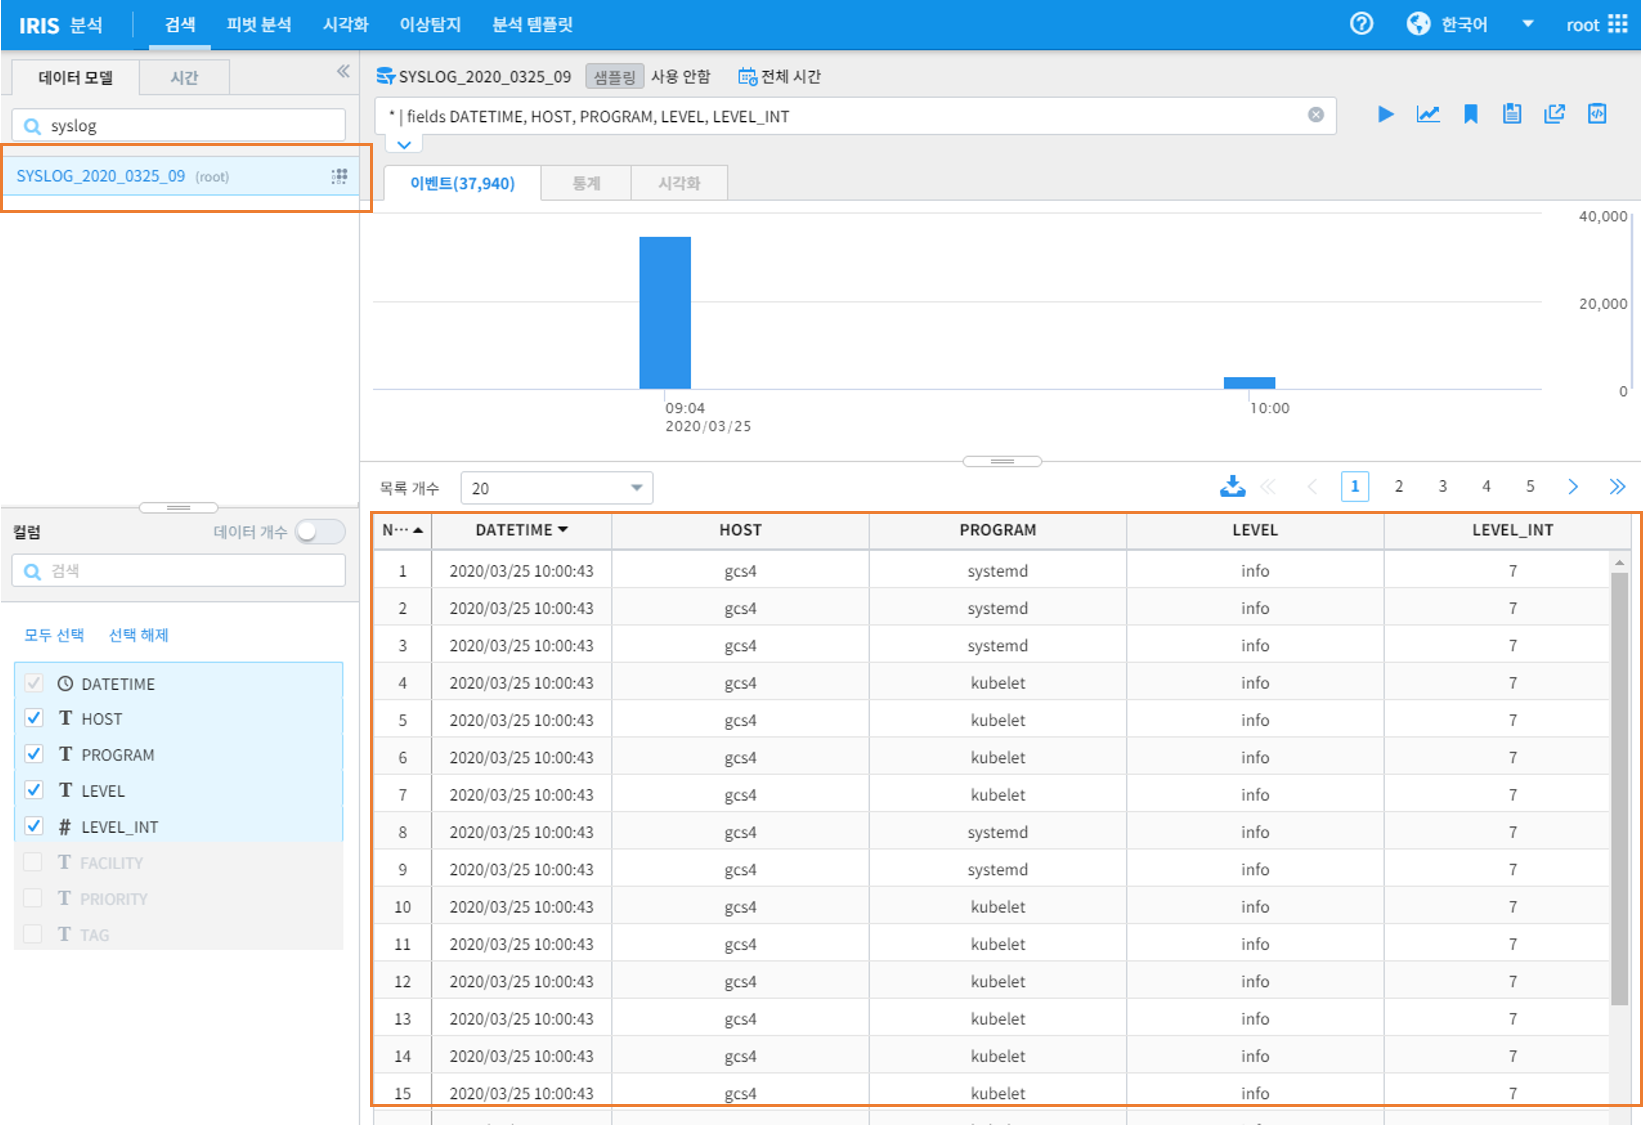 IRIS 분석 검색 피벗 분석 시각화 이상탐지 분석 템플릿 한국어 root
데이터 모델 시간
syslog
SYSLOG_2020_0325_09 (root)
SYSLOG_2020_0325_09 샘플링 사용 안함 전체 시간
* | fields DATETIME, HOST, PROGRAM, LEVEL, LEVEL_INT
이벤트(37,940) 통계 시각화
40,000
20,000
0
09:04
2020/03/25
10:00
목록 개수 20 1 2 3 4 5
컬럼 데이터 개수
검색
모두 선택 선택 해제
DATETIME
HOST
PROGRAM
LEVEL
# LEVEL_INT
FACILITY
PRIORITY
TAG
N··· DATETIME HOST PROGRAM LEVEL LEVEL_INT
1 2020/03/25 10:00:43 gcs4 systemd info 7
2 2020/03/25 10:00:43 gcs4 systemd info 7
3 2020/03/25 10:00:43 gcs4 systemd info 7
4 2020/03/25 10:00:43 gcs4 kubelet info 7
5 2020/03/25 10:00:43 gcs4 kubelet info 7
6 2020/03/25 10:00:43 gcs4 kubelet info 7
7 2020/03/25 10:00:43 gcs4 kubelet info 7
8 2020/03/25 10:00:43 gcs4 systemd info 7
9 2020/03/25 10:00:43 gcs4 systemd info 7
10 2020/03/25 10:00:43 gcs4 kubelet info 7
11 2020/03/25 10:00:43 gcs4 kubelet info 7
12 2020/03/25 10:00:43 gcs4 kubelet info 7
13 2020/03/25 10:00:43 gcs4 kubelet info 7
14 2020/03/25 10:00:43 gcs4 kubelet info 7
15 2020/03/25 10:00:43 gcs4 kubelet info 7